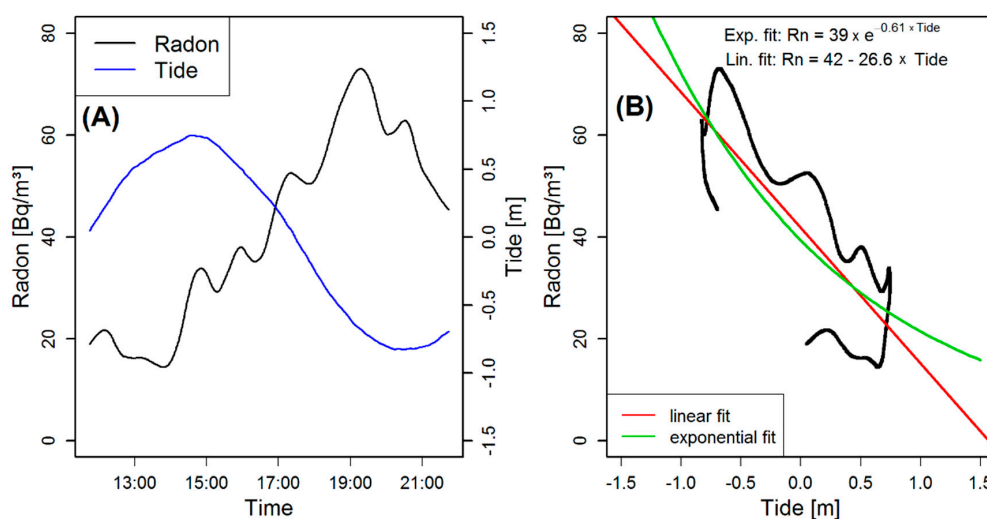 Radon
Tide
(A)
Radon [Bq/m³]
0
20
40
60
80
13:00
15:00
17:00
19:00
21:00
Time
-1.5
-1.0
-0.5
0.0
0.5
1.0
1.5
Tide [m]
(B)
Exp. fit: Rn = 39 x e^–0.61 x Tide
Lin. fit: Rn = 42 - 26.6 x Tide
Radon [Bq/m³]
0
20
40
60
80
linear fit
exponential fit
-1.5
-1.0
-0.5
0.0
0.5
1.0
1.5
Tide [m]